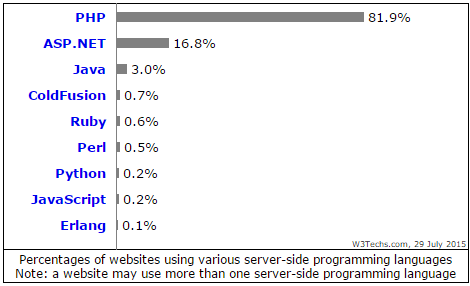 PHP 81.9%
ASP.NET 16.8%
Java 3.0%
ColdFusion 0.7%
Ruby 0.6%
Perl 0.5%
Python 0.2%
JavaScript 0.2%
Erlang 0.1%
W3Techs.com, 29 July 2015
Percentages of websites using various server-side programming languages
Note: a website may use more than one server-side programming language